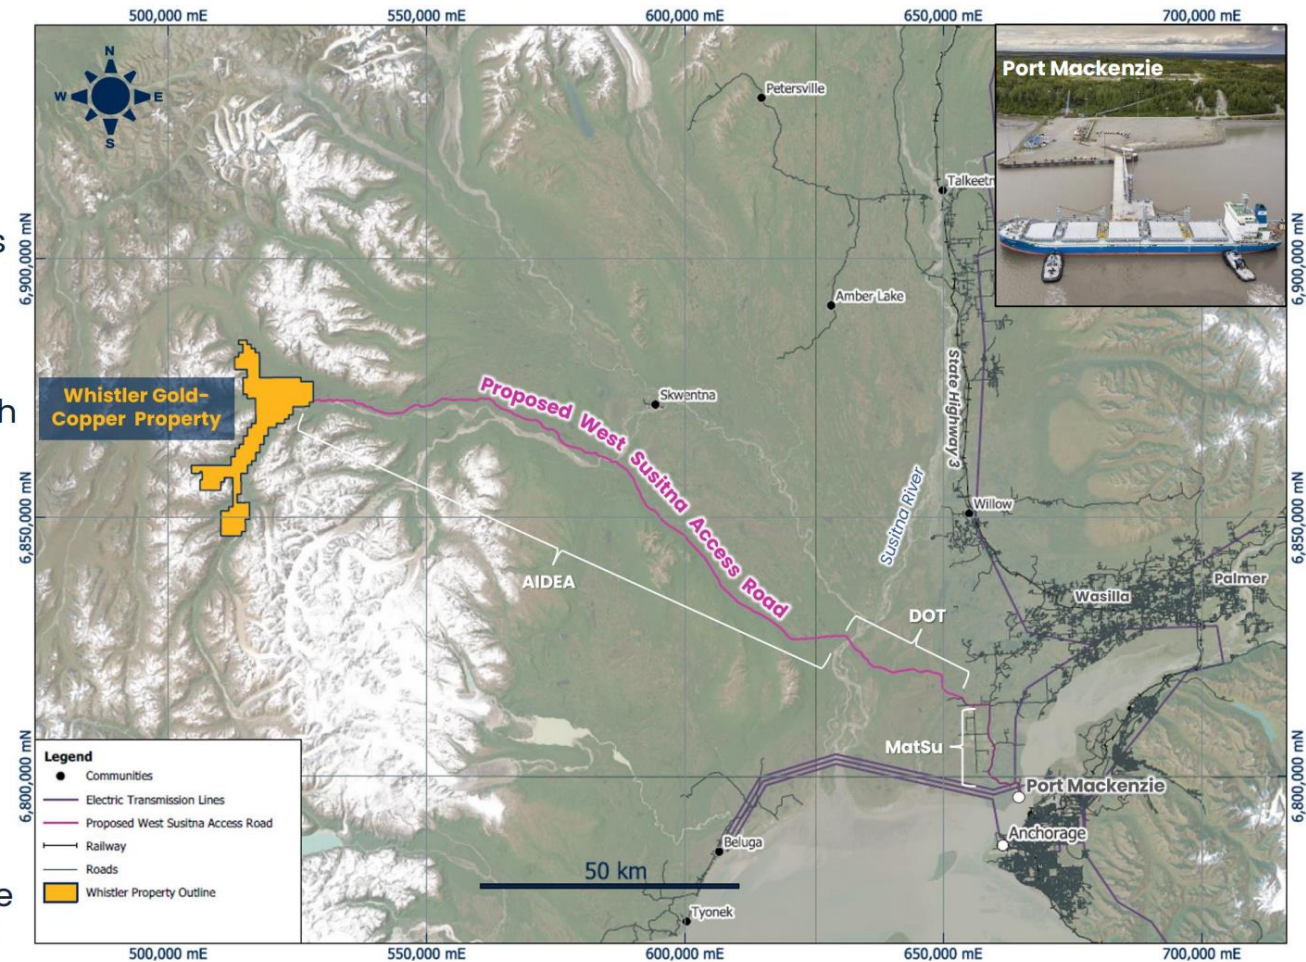 500,000 mE
550,000 mE
600,000 mE
650,000 mE
700,000 mE
N
W
E
S
Port Mackenzie
Petersville
Talkeetn
s
6,900,000 mN
6,900,000 mN
Amber Lake
State Highway 3
Whistler Gold-
Copper Property
h
Proposed West Susitna Access Road
Skwentna
Susitna River
Willow
6,850,000 mN
6,850,000 mN
AIDEA
Palmer
Wasilla
DOT
MatSu
Port Mackenzie
6,800,000 mN
6,800,000 mN
Anchorage
Beluga
50 km
Tyonek
Legend
Communities
Electric Transmission Lines
Proposed West Susitna Access Road
Railway
Roads
Whistler Property Outline
e
500,000 mE
550,000 mE
600,000 mE
650,000 mE
700,000 mE